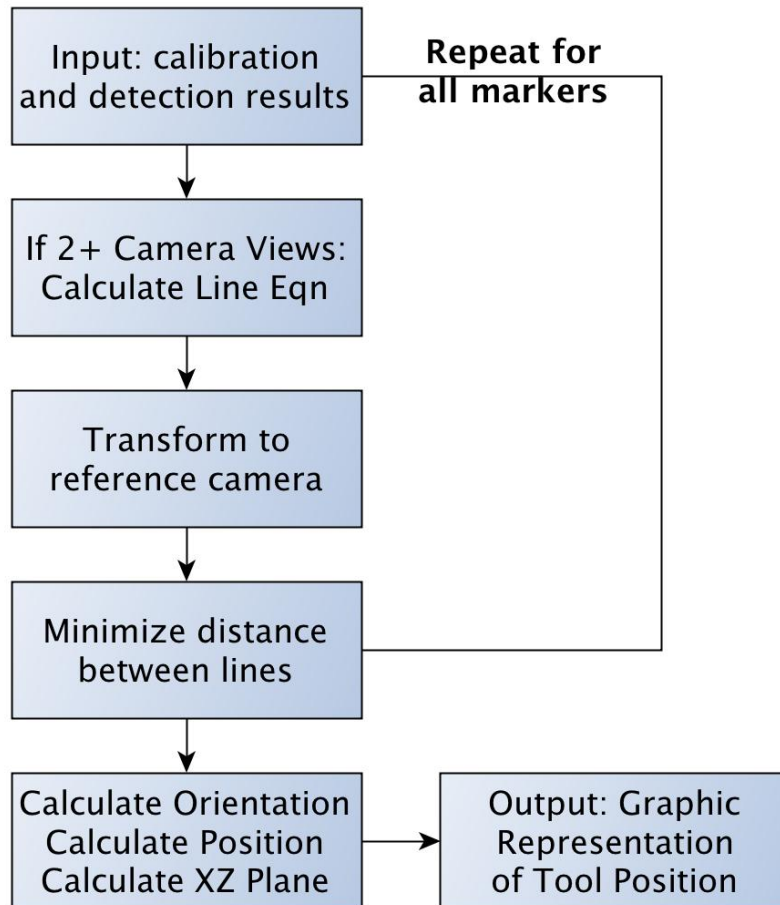 Input: calibration
and detection results
Repeat for
all markers
If 2+ Camera Views:
Calculate Line Eqn
Transform to
reference camera
Minimize distance
between lines
Calculate Orientation
Calculate Position
Calculate XZ Plane
Output: Graphic
Representation
of Tool Position